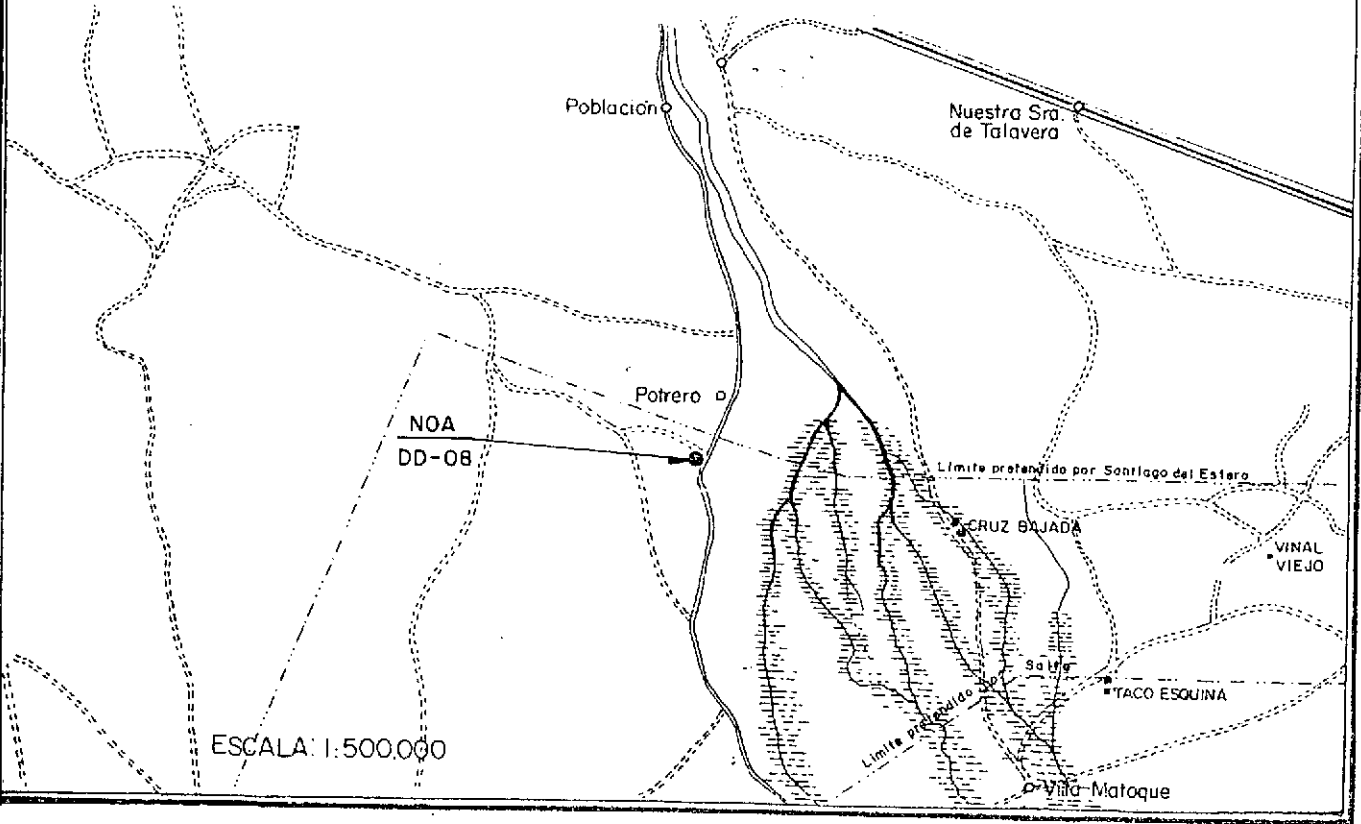 Población
Nuestra Sra.
de Talavera
Potrero
NOA
DD-08
Límite pretendido por Santiago del Estero
CRUZ BAJADA
VINAL
VIEJO
Límite pretendido p. Salta
TACO ESQUINA
ESCALA: 1:500.000
Villa Matoque